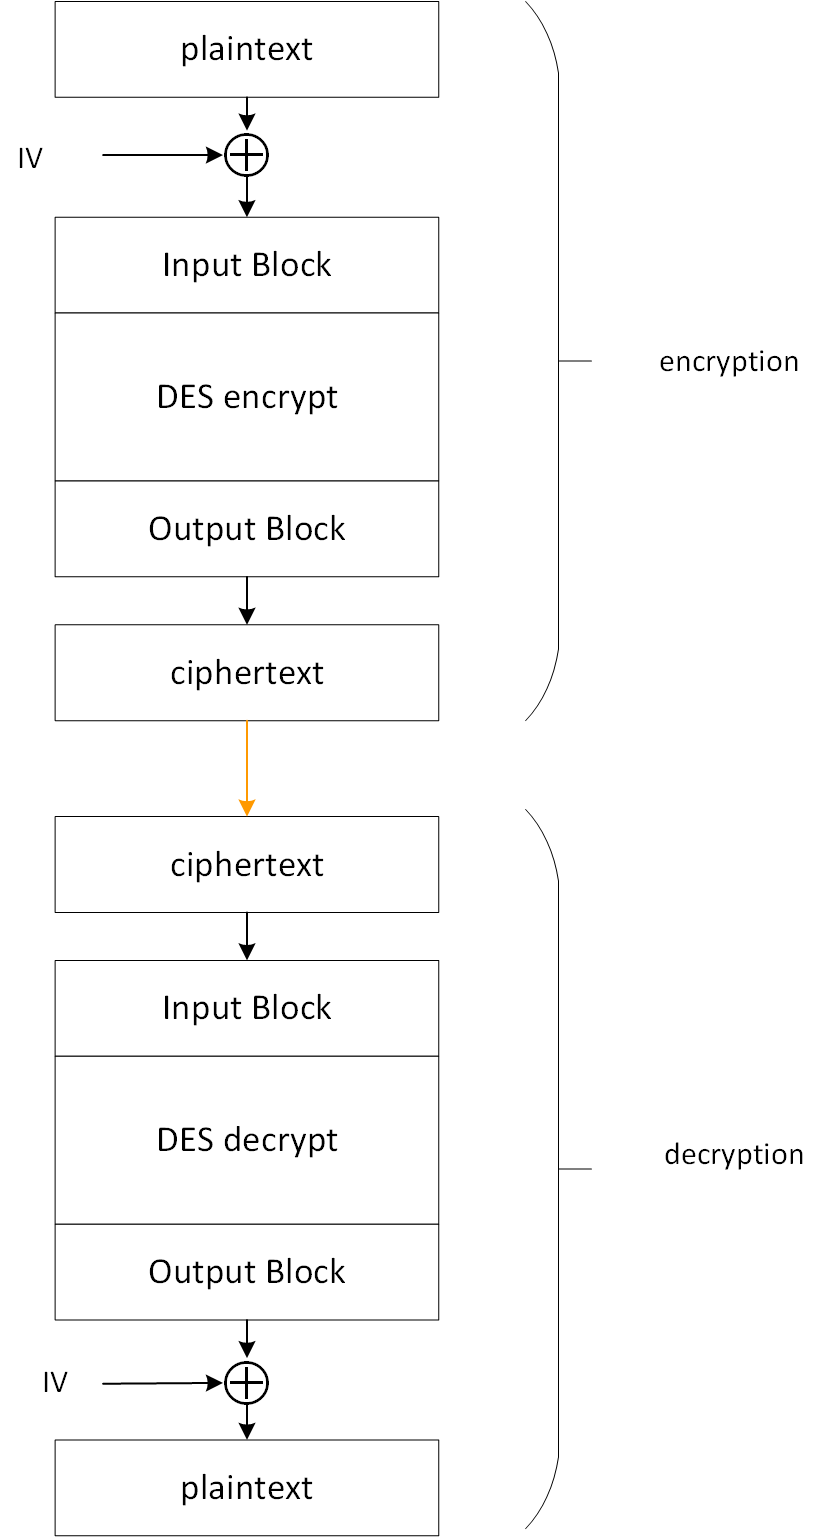 plaintext
IV
Input Block
DES encrypt
Output Block
ciphertext
encryption
ciphertext
Input Block
DES decrypt
Output Block
IV
plaintext
decryption